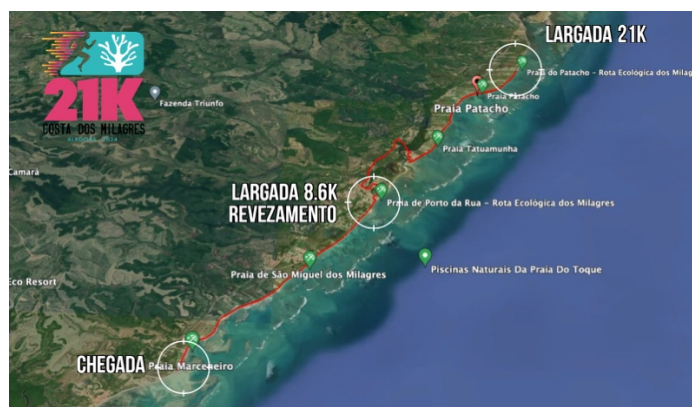 LARGADA 21K
Praia do Patacho – Rota Ecológica dos Milag
Praia Patacho
Praia Patacho
21K
COSTA DOS MILAGRES
Fazenda Triunfo
Praia Tatuamunha
Camará
LARGADA 8.6K
REVEZAMENTO
Praia de Porto da Rua – Rota Ecológica dos Milagres
Praia de São Miguel dos Milagres
Piscinas Naturais Da Praia Do Toque
Eco Resort
CHEGADA
Praia Marceneiro